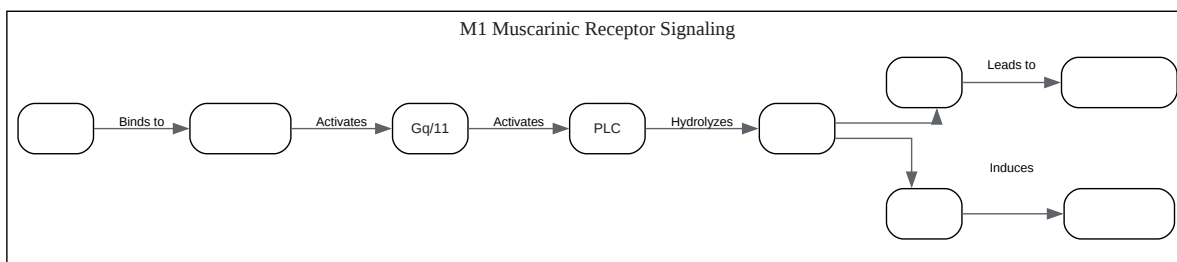 M1 Muscarinic Receptor Signaling
Leads to
Binds to
Activates
Gq/11
Activates
PLC
Hydrolyzes
Induces